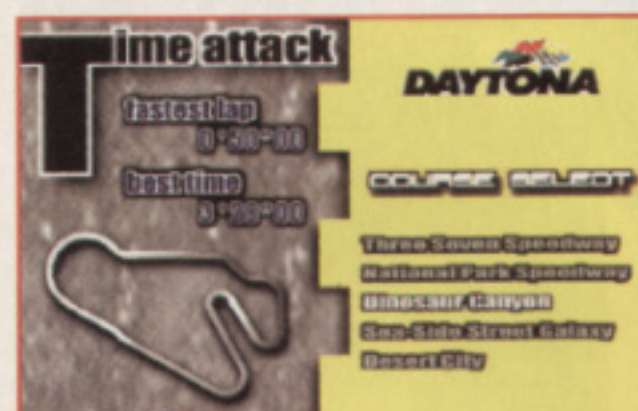 Time attack
fastest lap
best time
DAYTONA
COURSE SELECT
Three Seven Speedway
National Park Speedway
Dinosaur Canyon
Sea-Side Street Galaxy
Desert City